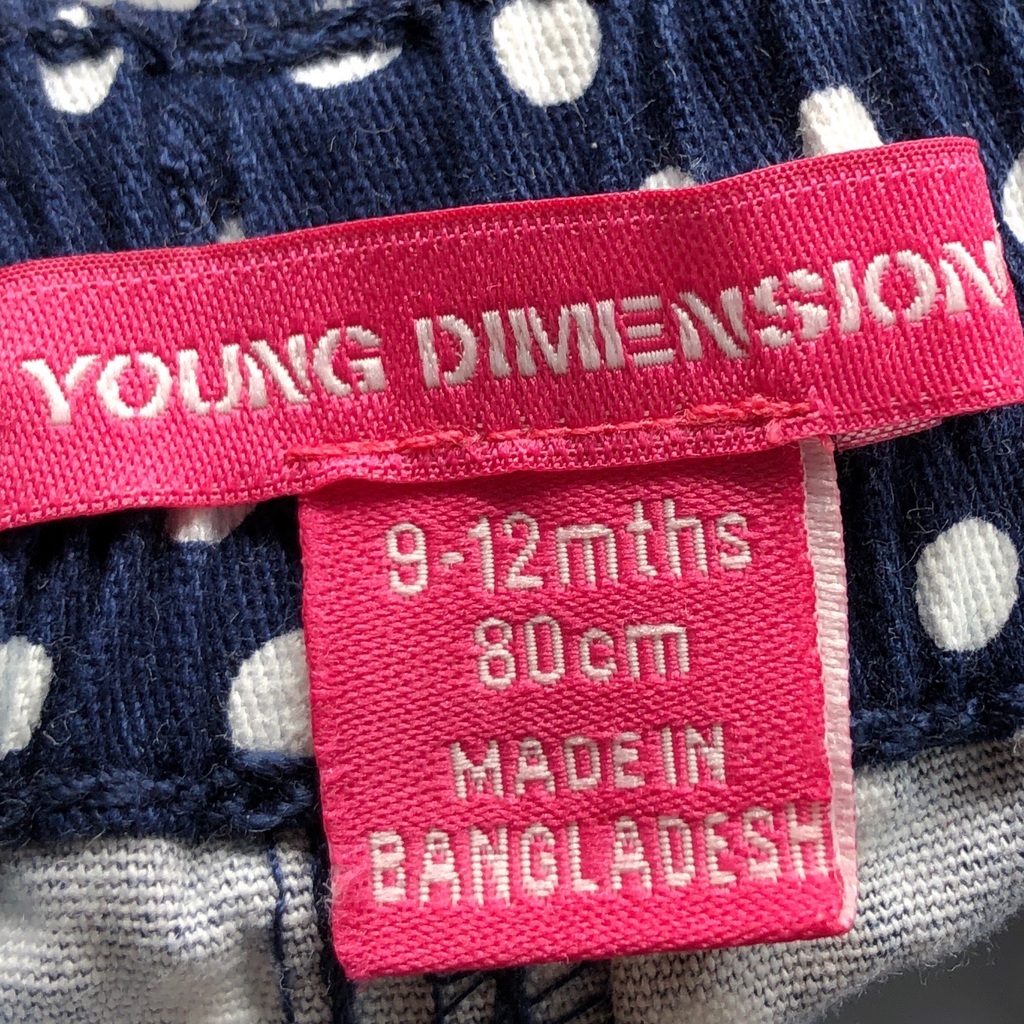 YOUNG DIMENSION
9-12mths
80cm
MADE IN
BANGLADESH